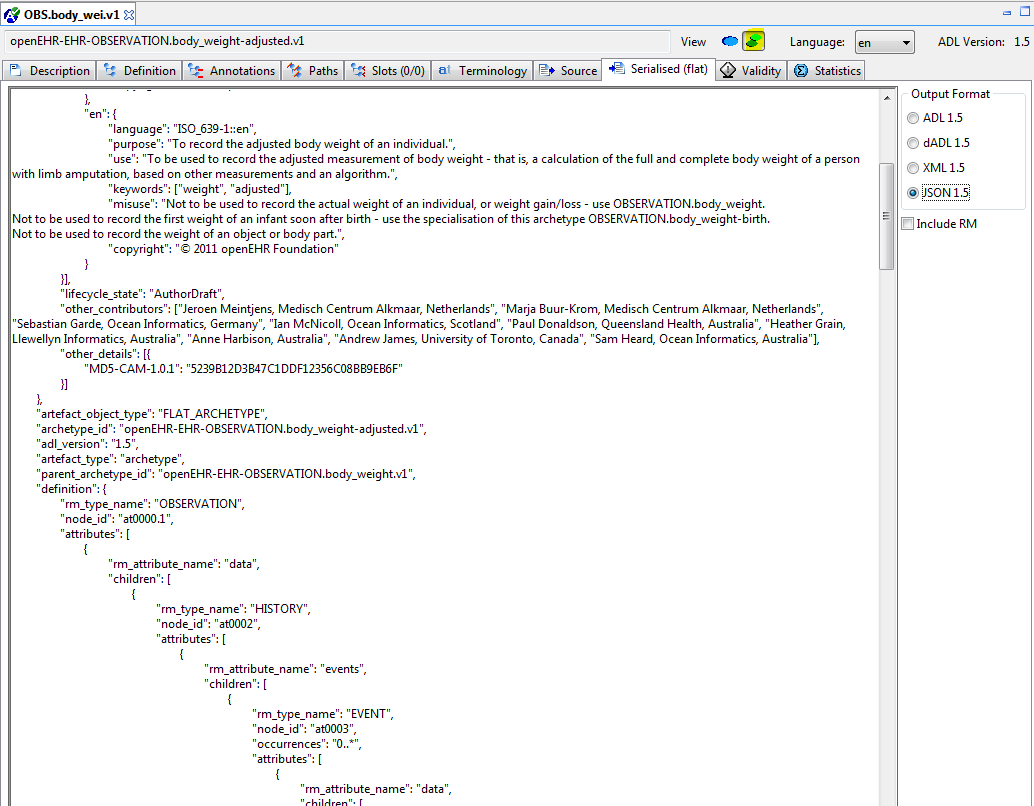 OBS.body_wei.v1
openEHR-EHR-OBSERVATION.body_weight-adjusted.v1
View
Language:
en
ADL Version: 1.5
Description
Definition
Annotations
Paths
Slots (0/0)
Terminology
Source
Serialised (flat)
Validity
Statistics
},
"en": {
"language": "ISO_639-1::en",
"purpose": "To record the adjusted body weight of an individual.",
"use": "To be used to record the adjusted measurement of body weight - that is, a calculation of the full and complete body weight of a person
with limb amputation, based on other measurements and an algorithm.",
"keywords": ["weight", "adjusted"],
"misuse": "Not to be used to record the actual weight of an individual, or weight gain/loss - use OBSERVATION.body_weight.
Not to be used to record the first weight of an infant soon after birth - use the specialisation of this archetype OBSERVATION.body_weight-birth.
Not to be used to record the weight of an object or body part.",
"copyright": "© 2011 openEHR Foundation"
}
}],
"lifecycle_state": "AuthorDraft",
"other_contributors": ["Jeroen Meintjens, Medisch Centrum Alkmaar, Netherlands", "Marja Buur-Krom, Medisch Centrum Alkmaar, Netherlands",
"Sebastian Garde, Ocean Informatics, Germany", "Ian McNicoll, Ocean Informatics, Scotland", "Paul Donaldson, Queensland Health, Australia", "Heather Grain,
Llewellyn Informatics, Australia", "Anne Harbison, Australia", "Andrew James, University of Toronto, Canada", "Sam Heard, Ocean Informatics, Australia"],
"other_details": [{
"MD5-CAM-1.0.1": "5239B12D3B47C1DDF12356C08BB9EB6F"
}]
},
"artefact_object_type": "FLAT_ARCHETYPE",
"archetype_id": "openEHR-EHR-OBSERVATION.body_weight-adjusted.v1",
"adl_version": "1.5",
"artefact_type": "archetype",
"parent_archetype_id": "openEHR-EHR-OBSERVATION.body_weight.v1",
"definition": {
"rm_type_name": "OBSERVATION",
"node_id": "at0000.1",
"attributes": [
{
"rm_attribute_name": "data",
"children": [
{
"rm_type_name": "HISTORY",
"node_id": "at0002",
"attributes": [
{
"rm_attribute_name": "events",
"children": [
{
"rm_type_name": "EVENT",
"node_id": "at0003",
"occurrences": "0..*",
"attributes": [
{
"rm_attribute_name": "data",
"children": [
Output Format
ADL 1.5
dADL 1.5
XML 1.5
JSON 1.5
Include RM